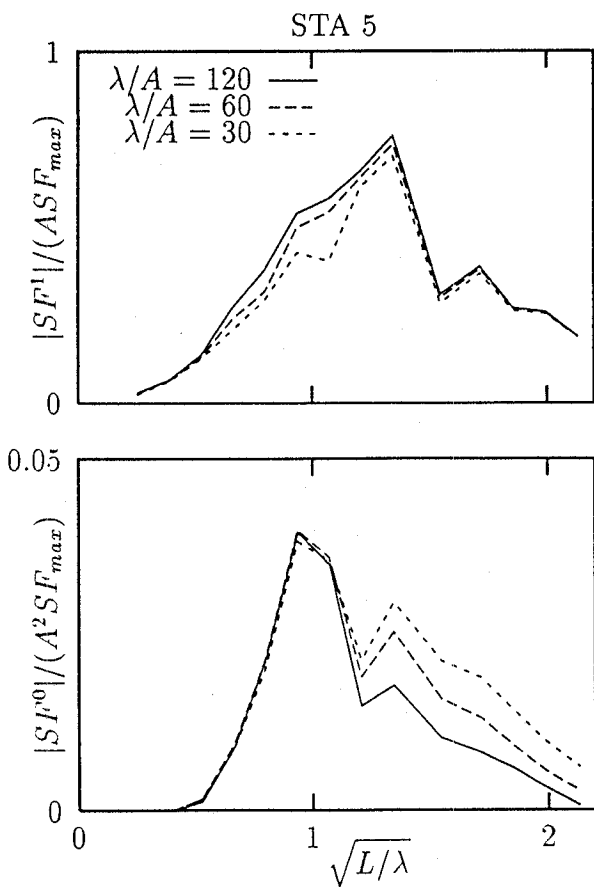 STA 5
1
λ/A = 120
λ/A = 60
λ/A = 30
|SF¹|/(ASF_max)
0
0.05
|SF⁰|/(A²SF_max)
0
0 1 2
√L/λ